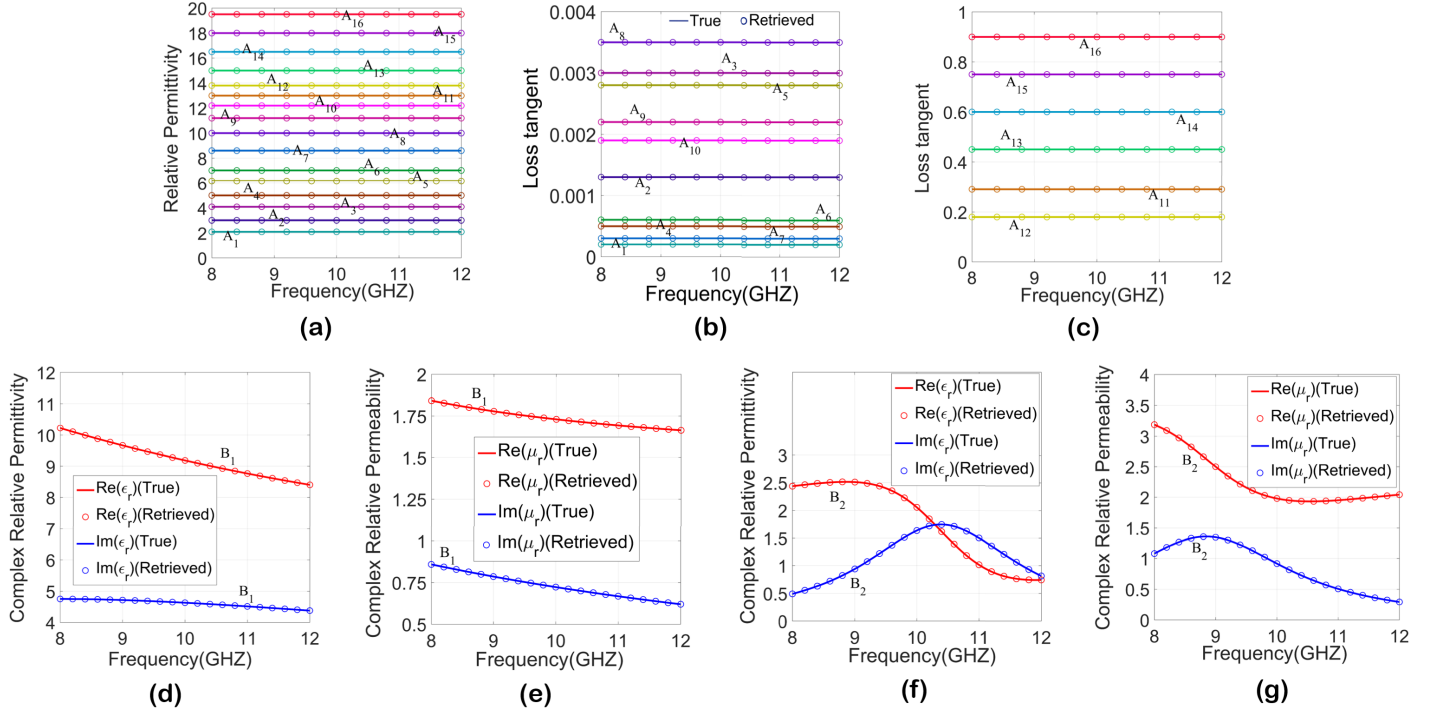 Relative Permittivity
20
18
16
14
12
10
8
6
4
2
0
A16
A15
A14
A13
A12
A11
A10
A9
A8
A7
A6
A5
A4
A3
A2
A1
8 9 10 11 12
Frequency(GHZ)
(a)
Loss tangent
0.004
0.003
0.002
0.001
0
True Retrieved
A8
A3
A5
A9
A10
A2
A6
A4
A7
A1
8 9 10 11 12
Frequency(GHZ)
(b)
Loss tangent
1
0.8
0.6
0.4
0.2
0
A16
A15
A14
A13
A11
A12
8 9 10 11 12
Frequency(GHZ)
(c)
Complex Relative Permittivity
12
11
10
9
8
7
6
5
4
B1
Re(ϵr)(True)
Re(ϵr)(Retrieved)
Im(ϵr)(True)
Im(ϵr)(Retrieved)
B1
8 9 10 11 12
Frequency(GHZ)
(d)
Complex Relative Permeability
2
1.75
1.5
1.25
1
0.75
0.5
B1
Re(μr)(True)
Re(μr)(Retrieved)
Im(μr)(True)
Im(μr)(Retrieved)
B1
8 9 10 11 12
Frequency(GHZ)
(e)
Complex Relative Permittivity
3
2.5
2
1.5
1
0.5
0
Re(ϵr)(True)
Re(ϵr)(Retrieved)
Im(ϵr)(True)
Im(ϵr)(Retrieved)
B2
B2
8 9 10 11 12
Frequency(GHZ)
(f)
Complex Relative Permeability
4
3.5
3
2.5
2
1.5
1
0.5
0
Re(μr)(True)
Re(μr)(Retrieved)
Im(μr)(True)
Im(μr)(Retrieved)
B2
B2
8 9 10 11 12
Frequency(GHZ)
(g)